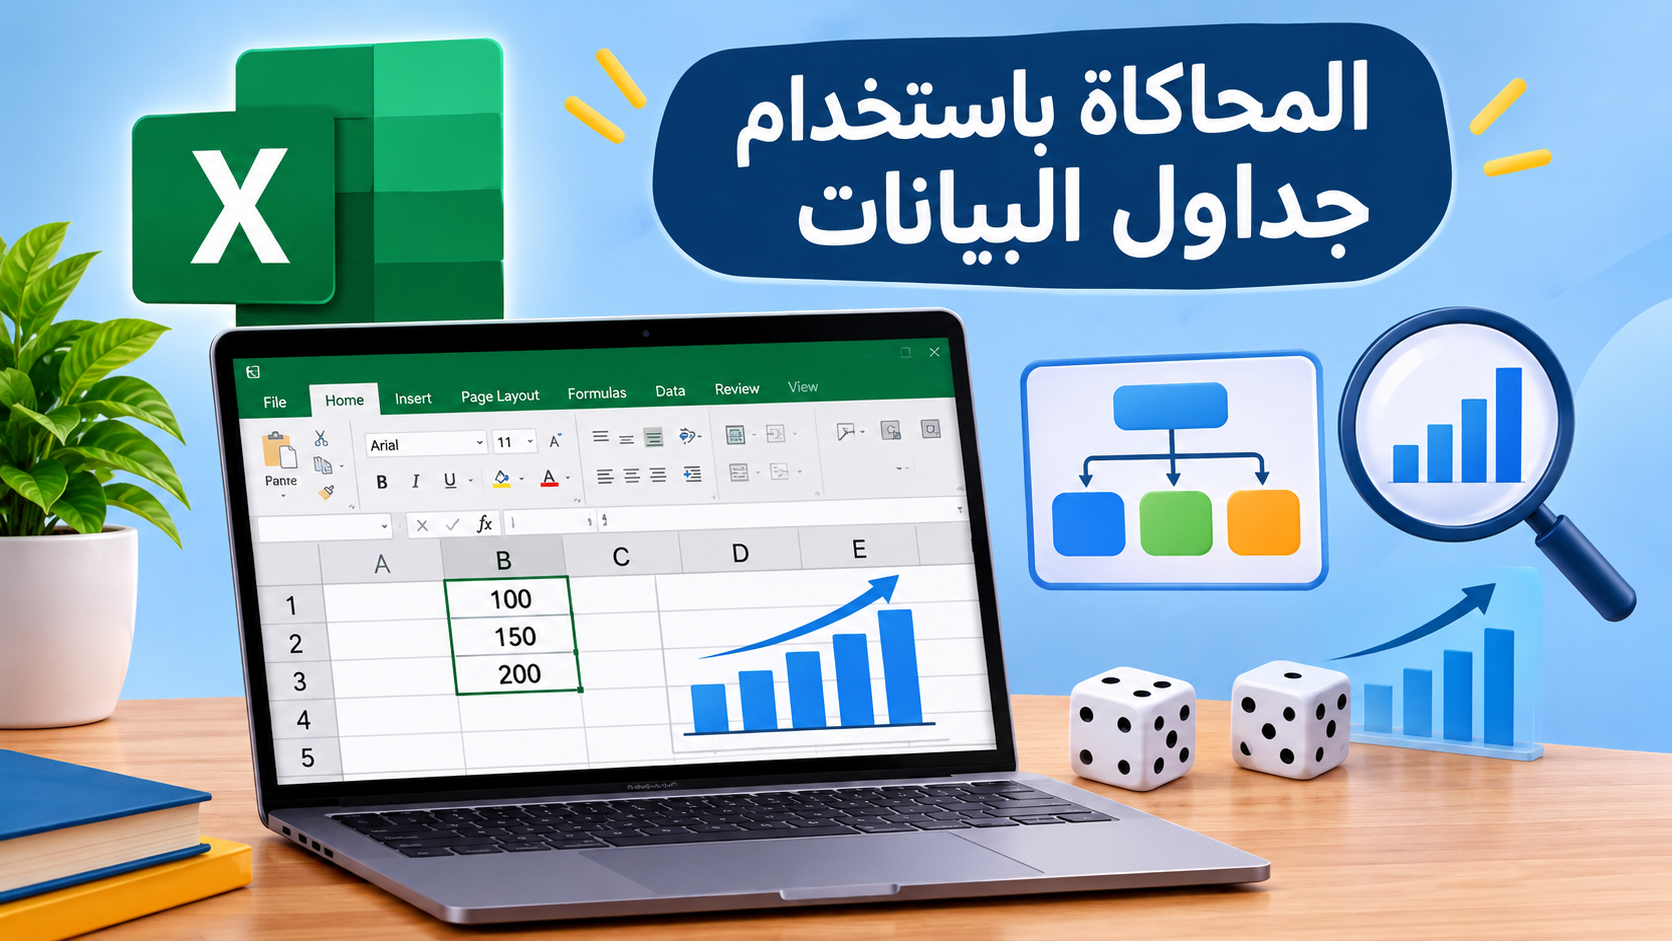 المحاكاة باستخدام
جداول البيانات
X
File Home Insert Page Layout Formulas Data Review View
Arial 11
B I U A
fx
A B C D E
1 100
2 150
3 200
4
5